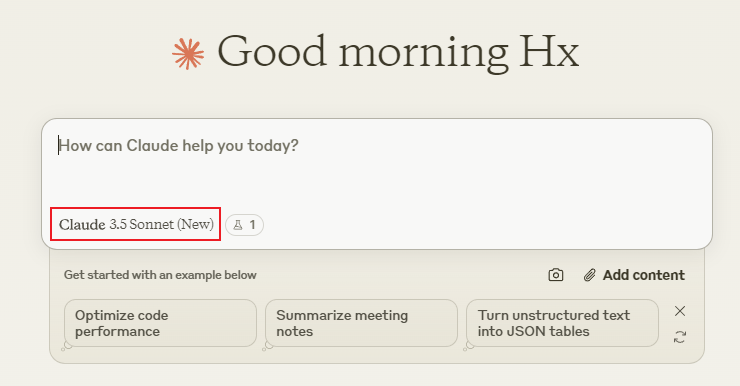 Good morning Hx
How can Claude help you today?
Claude 3.5 Sonnet (New) 1
Get started with an example below Add content
Optimize code
performance
Summarize meeting
notes
Turn unstructured text
into JSON tables